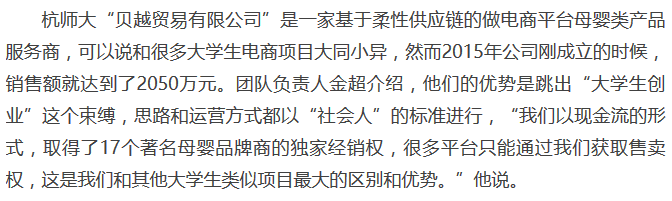 杭师大“贝越贸易有限公司”是一家基于柔性供应链的做电商平台母婴类产品
服务商，可以说和很多大学生电商项目大同小异，然而2015年公司刚成立的时候，
销售额就达到了2050万元。团队负责人金超介绍，他们的优势是跳出“大学生创
业”这个束缚，思路和运营方式都以“社会人”的标准进行，“我们以现金流的形
式，取得了17个著名母婴品牌商的独家经销权，很多平台只能通过我们获取售卖
权，这是我们和其他大学生类似项目最大的区别和优势。”他说。